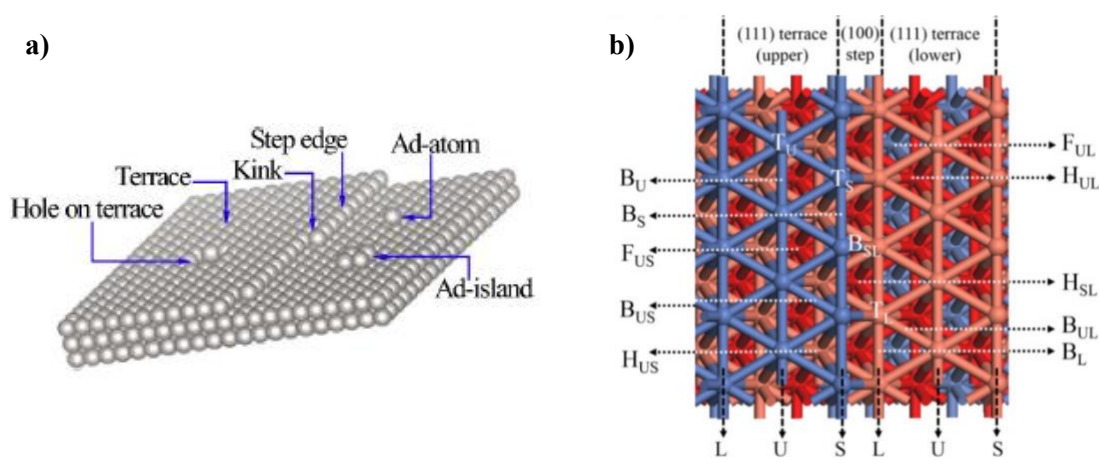 a)
Step edge
Ad-atom
Kink
Terrace
Hole on terrace
Ad-island
b)
(111) terrace
(upper)
(100)
step
(111) terrace
(lower)
T_U
F_UL
B_U
H_UL
T_S
B_S
B_SL
F_US
H_SL
B_US
T_L
B_UL
H_US
B_L
L U S L U S